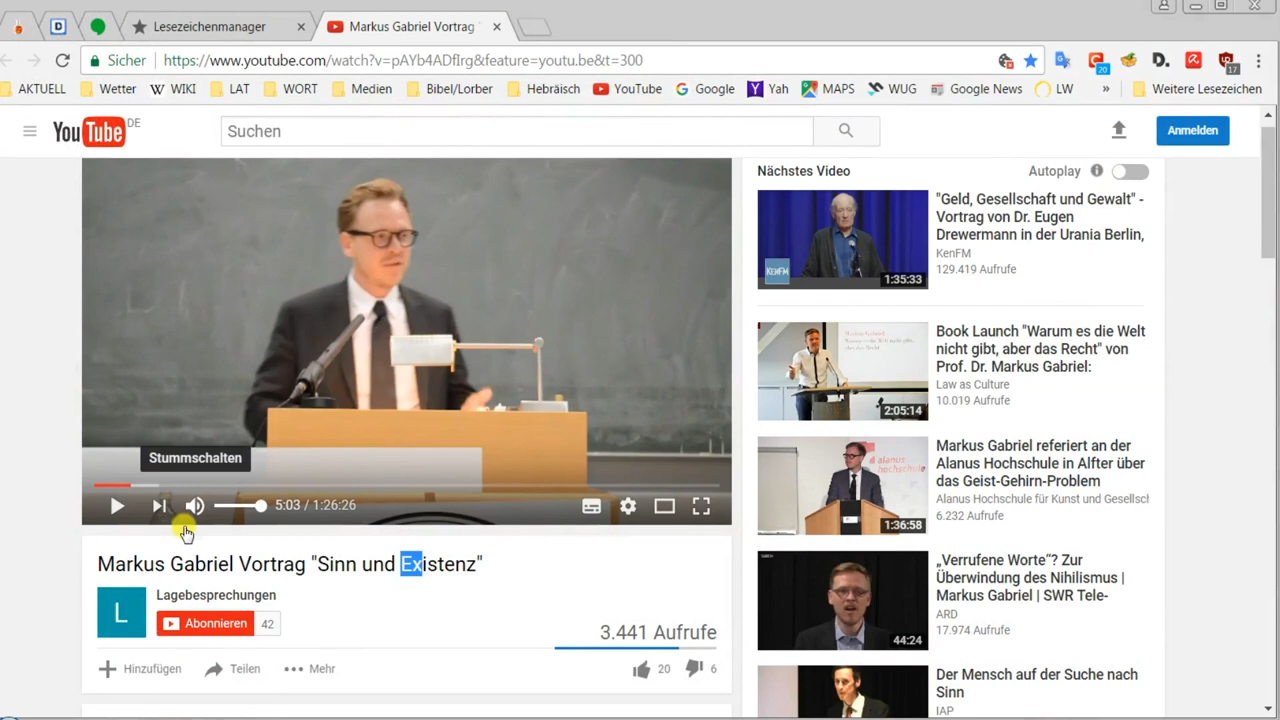 Lesezeichenmanager
Markus Gabriel Vortrag
Sicher
https://www.youtube.com/watch?v=pAYb4ADfIrg&feature=youtu.be&t=300
20
D.
17
AKTUELL
Wetter
W WIKI
LAT
WORT
Medien
Bibel/Lorber
Hebräisch
YouTube
Google
Yah
MAPS
WUG
Google News
LW
»
Weitere Lesezeichen
YouTube DE
Suchen
Anmelden
Stummschalten
5:03 / 1:26:26
Markus Gabriel Vortrag "Sinn und Existenz"
L
Lagebesprechungen
Abonnieren 42
3.441 Aufrufe
Hinzufügen
Teilen
Mehr
20
6
Nächstes Video
Autoplay
KENFM
1:35:33
"Geld, Gesellschaft und Gewalt" -
Vortrag von Dr. Eugen
Drewermann in der Urania Berlin,
KenFM
129.419 Aufrufe
2:05:14
Book Launch "Warum es die Welt
nicht gibt, aber das Recht" von
Prof. Dr. Markus Gabriel:
Law as Culture
10.019 Aufrufe
alanus
hochschule
1:36:58
Markus Gabriel referiert an der
Alanus Hochschule in Alfter über
das Geist-Gehirn-Problem
Alanus Hochschule für Kunst und Gesellsc
6.232 Aufrufe
44:24
„Verrufene Worte“? Zur
Überwindung des Nihilismus |
Markus Gabriel | SWR Tele-
ARD
17.974 Aufrufe
Der Mensch auf der Suche nach
Sinn
IAP